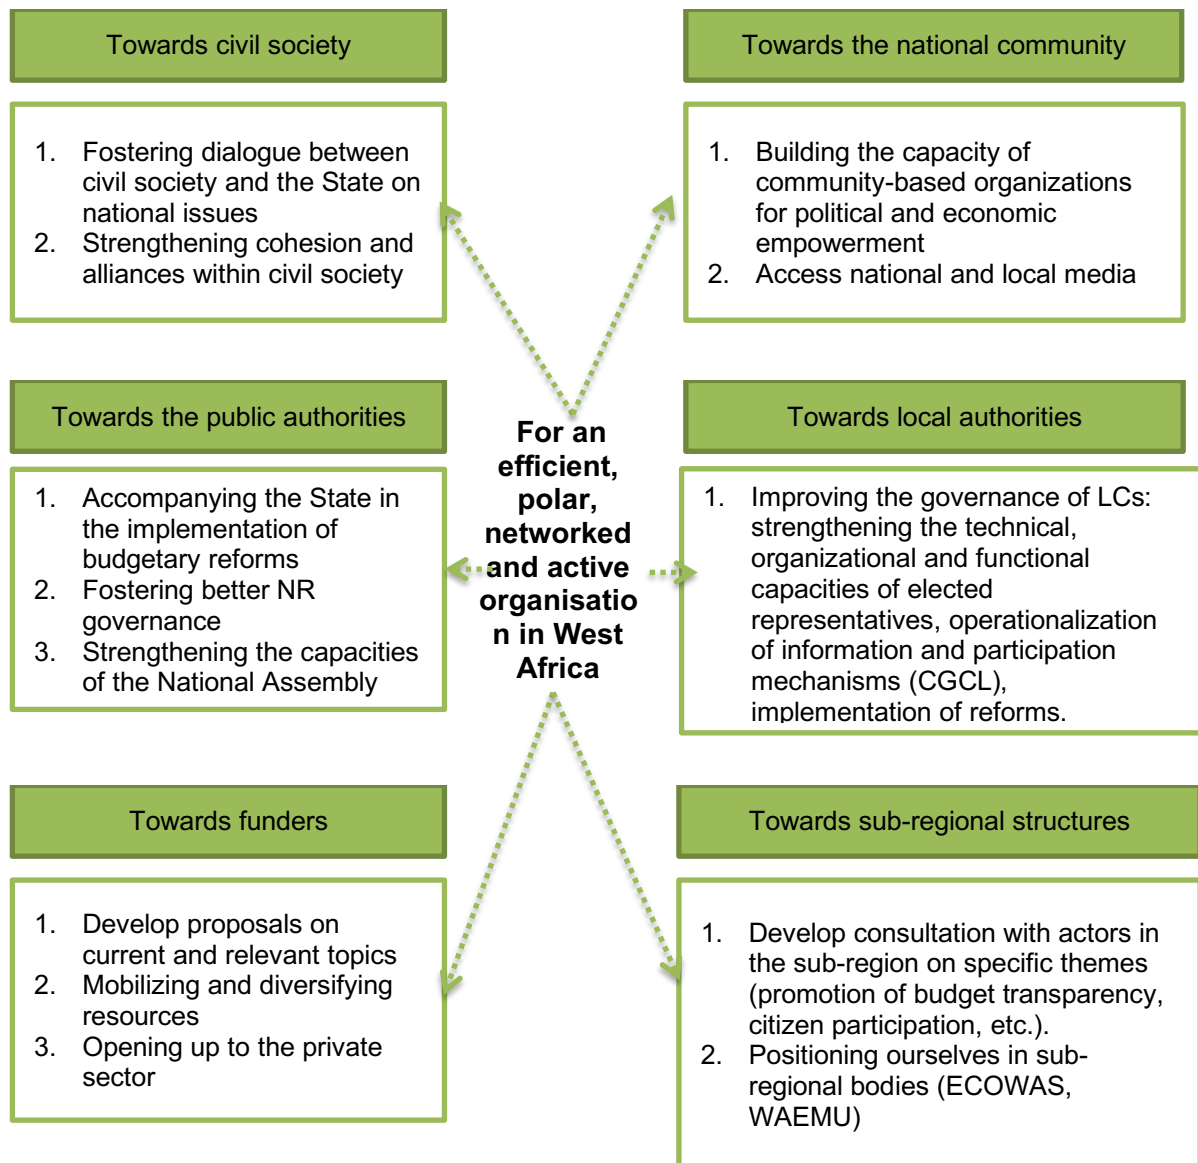 Towards civil society
1. Fostering dialogue between
civil society and the State on
national issues
2. Strengthening cohesion and
alliances within civil society
Towards the national community
1. Building the capacity of
community-based organizations
for political and economic
empowerment
2. Access national and local media
Towards the public authorities
1. Accompanying the State in
the implementation of
budgetary reforms
2. Fostering better NR
governance
3. Strengthening the capacities
of the National Assembly
For an
efficient,
polar,
networked
and active
organisatio
n in West
Africa
Towards local authorities
1. Improving the governance of LCs:
strengthening the technical,
organizational and functional
capacities of elected
representatives, operationalization
of information and participation
mechanisms (CGCL),
implementation of reforms.
Towards funders
1. Develop proposals on
current and relevant topics
2. Mobilizing and diversifying
resources
3. Opening up to the private
sector
Towards sub-regional structures
1. Develop consultation with actors in
the sub-region on specific themes
(promotion of budget transparency,
citizen participation, etc.).
2. Positioning ourselves in sub-
regional bodies (ECOWAS,
WAEMU)